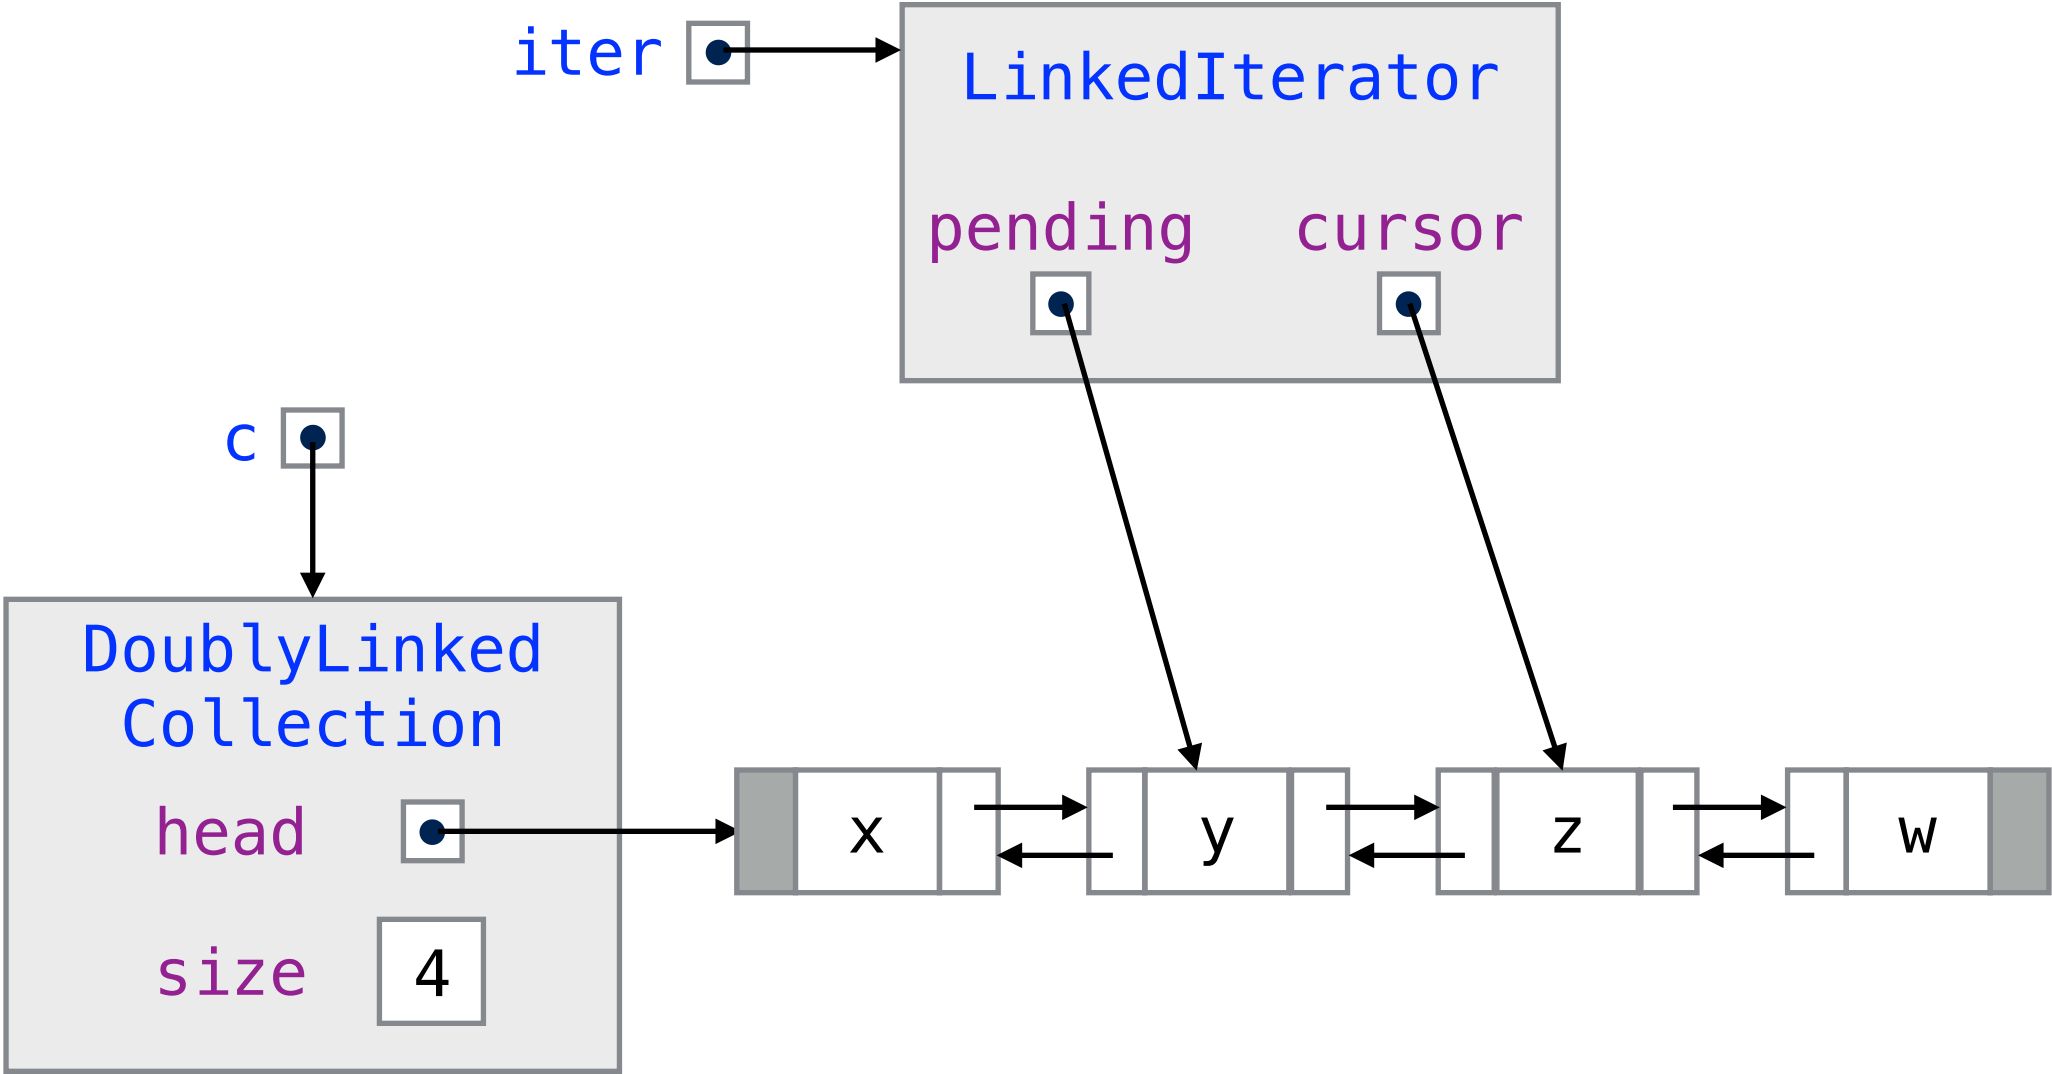 iter
LinkedIterator
pending cursor
c
DoublyLinked
Collection
head
x y z w
size 4